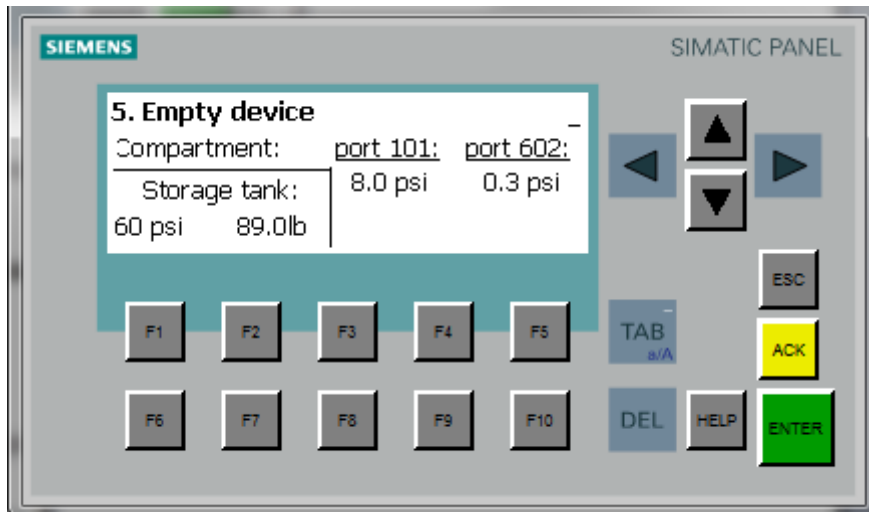 SIEMENS
SIMATIC PANEL
5. Empty device
Compartment: port 101: port 602:
Storage tank: 8.0 psi 0.3 psi
60 psi 89.0lb
ESC
F1 F2 F3 F4 F5 TAB
a/A
ACK
F6 F7 F8 F9 F10 DEL HELP ENTER